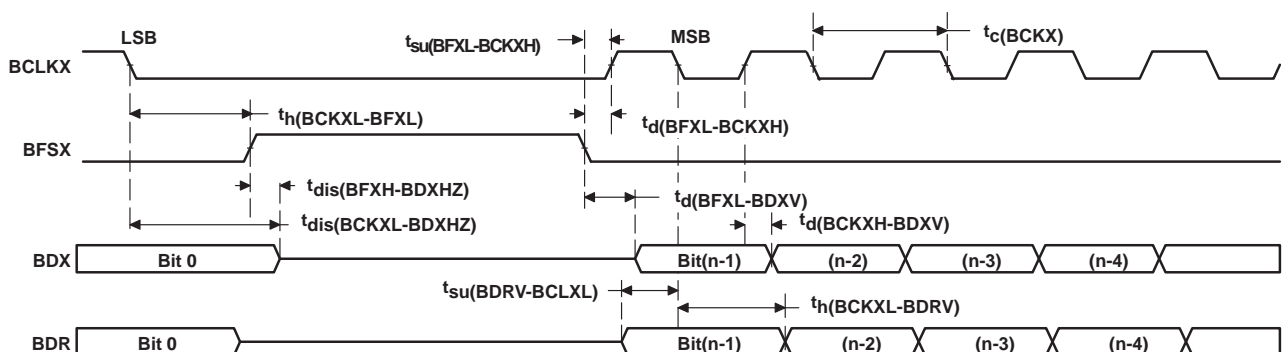 LSB
tsu(BFXL-BCKXH)
MSB
tc(BCKX)
BCLKX
th(BCKXL-BFXL)
td(BFXL-BCKXH)
BFSX
tdis(BFXH-BDXHZ)
td(BFXL-BDXV)
tdis(BCKXL-BDXHZ)
td(BCKXH-BDXV)
BDX Bit 0 Bit(n-1) (n-2) (n-3) (n-4)
tsu(BDRV-BCLXL)
th(BCKXL-BDRV)
BDR Bit 0 Bit(n-1) (n-2) (n-3) (n-4)